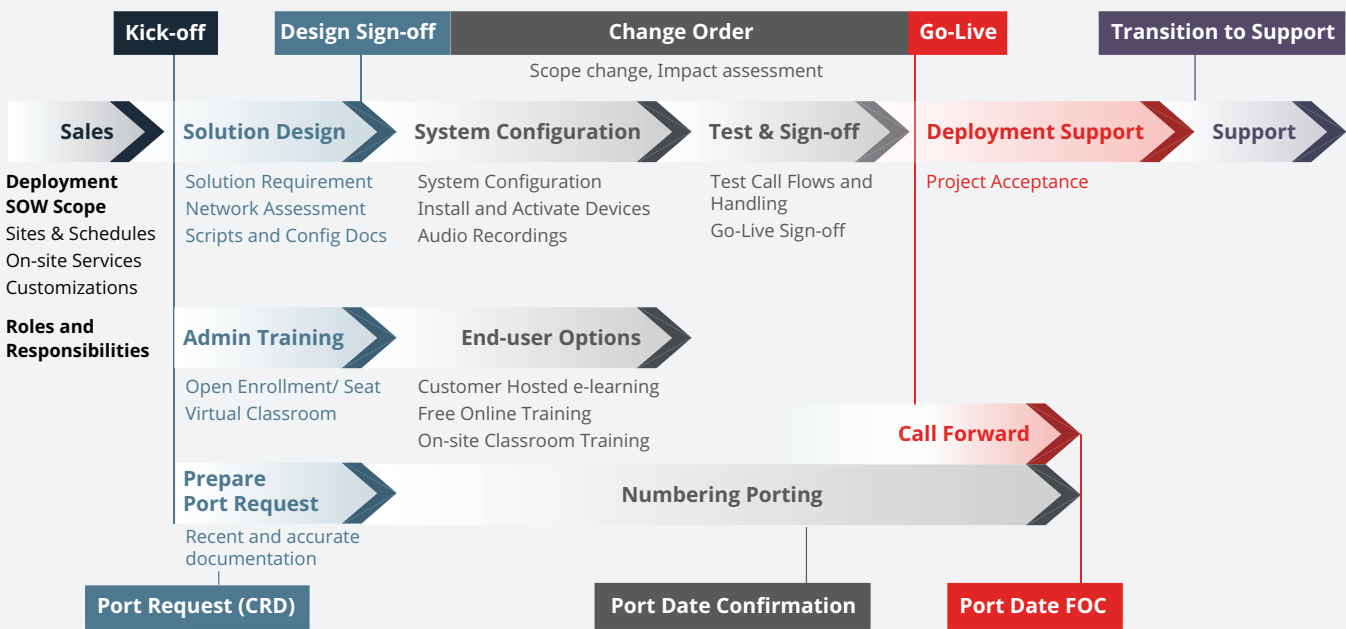 Kick-off
Design Sign-off
Change Order
Go-Live
Transition to Support
Scope change, Impact assessment
Sales
Solution Design
System Configuration
Test & Sign-off
Deployment Support
Support
Deployment
SOW Scope
Sites & Schedules
On-site Services
Customizations
Roles and
Responsibilities
Solution Requirement
Network Assessment
Scripts and Config Docs
System Configuration
Install and Activate Devices
Audio Recordings
Test Call Flows and
Handling
Go-Live Sign-off
Project Acceptance
Admin Training
End-user Options
Open Enrollment/ Seat
Virtual Classroom
Customer Hosted e-learning
Free Online Training
On-site Classroom Training
Call Forward
Prepare
Port Request
Numbering Porting
Recent and accurate
documentation
Port Request (CRD)
Port Date Confirmation
Port Date FOC